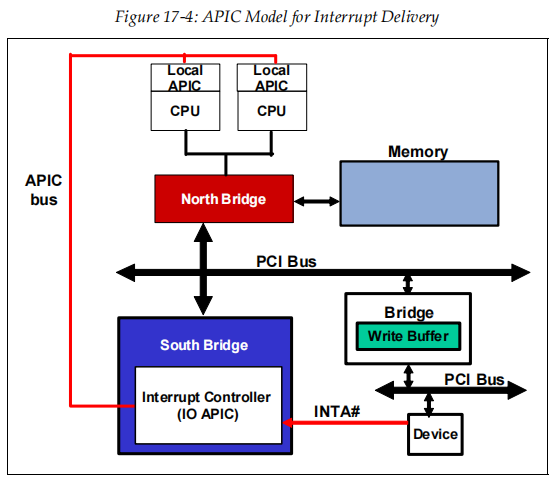 Figure 17-4: APIC Model for Interrupt Delivery
Local
APIC
CPU
Local
APIC
CPU
Memory
APIC
bus
North Bridge
PCI Bus
Bridge
Write Buffer
South Bridge
PCI Bus
Interrupt Controller
(IO APIC)
INTA#
Device